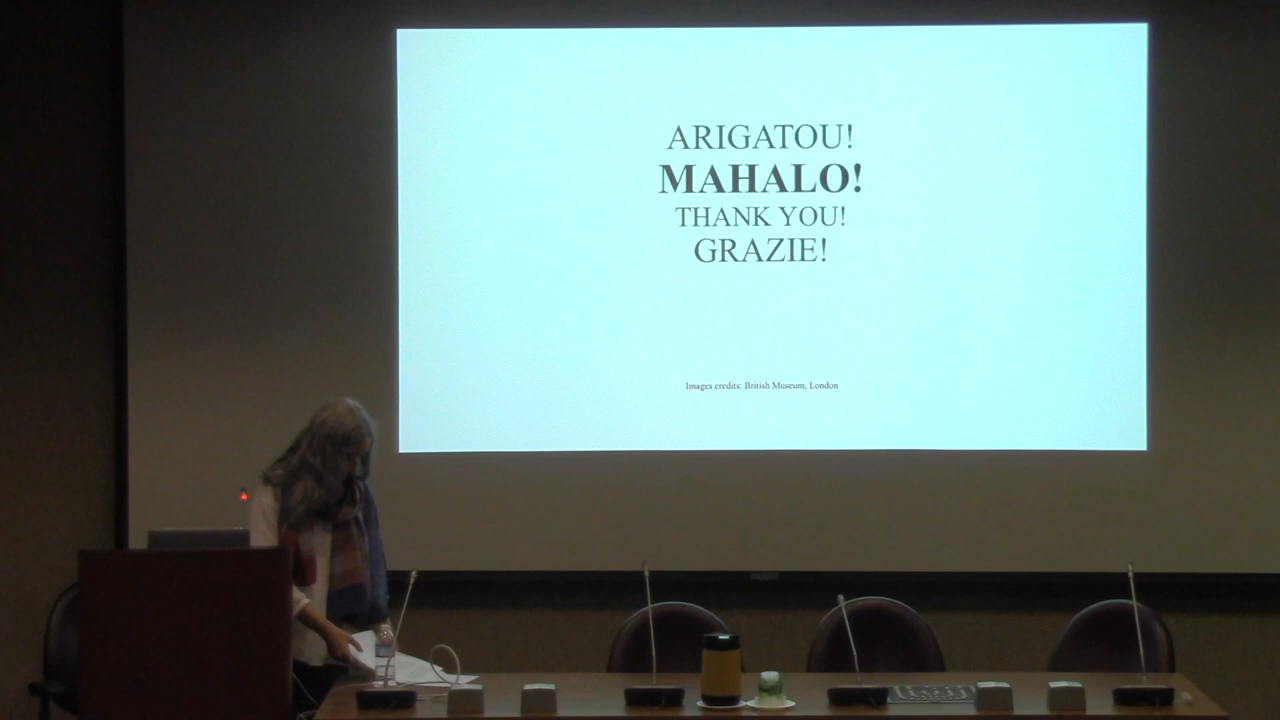 ARIGATOU!
MAHALO!
THANK YOU!
GRAZIE!
Images credits: British Museum, London